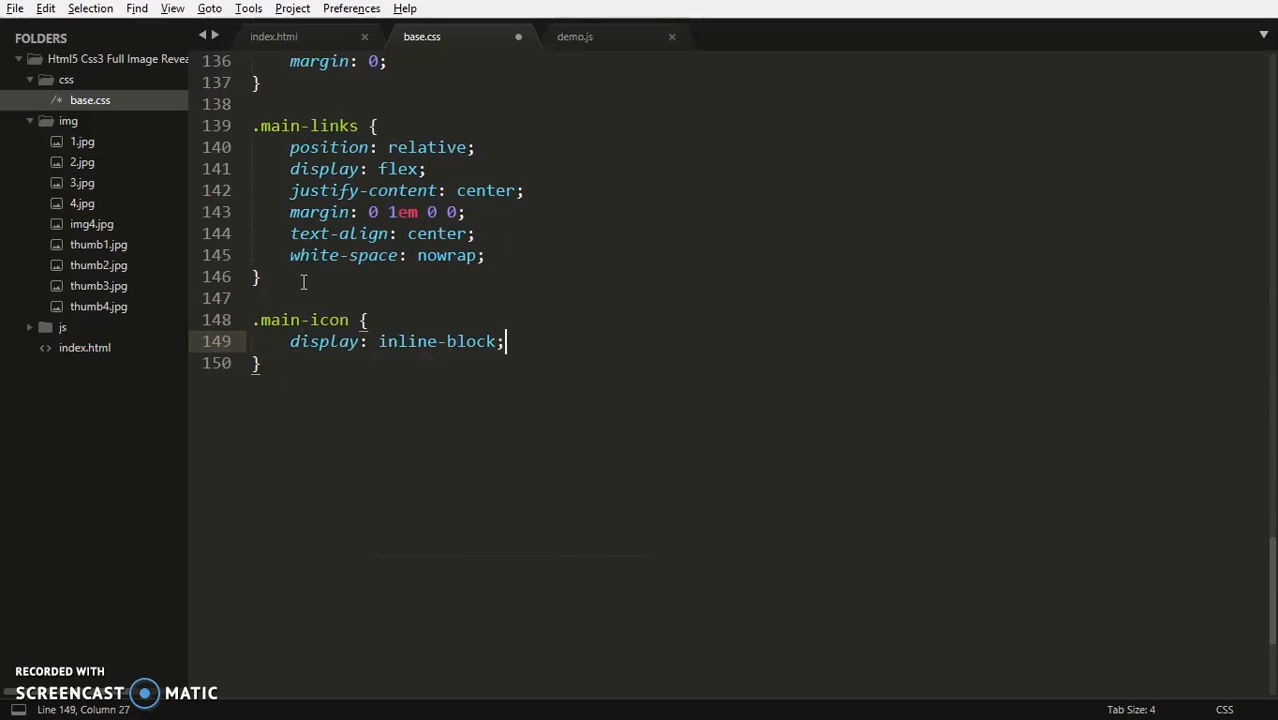 File Edit Selection Find View Goto Tools Project Preferences Help
FOLDERS
Html5 Css3 Full Image Revea
css
/* base.css
img
1.jpg
2.jpg
3.jpg
4.jpg
img4.jpg
thumb1.jpg
thumb2.jpg
thumb3.jpg
thumb4.jpg
js
<> index.html
index.html × base.css demo.js ×
136 margin: 0;
137 }
138
139 .main-links {
140 position: relative;
141 display: flex;
142 justify-content: center;
143 margin: 0 1em 0 0;
144 text-align: center;
145 white-space: nowrap;
146 }
147
148 .main-icon {
149 display: inline-block;
150 }
RECORDED WITH
SCREENCAST MATIC
Line 149, Column 27 Tab Size: 4 CSS